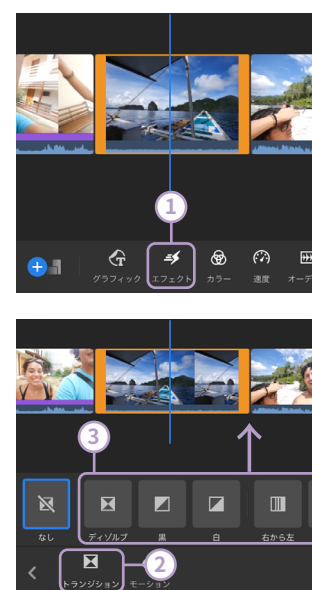 1
グラフィック エフェクト カラー 速度 オーデ
3
なし ディゾルブ 黒 白 右から左
2
トランジション モーション